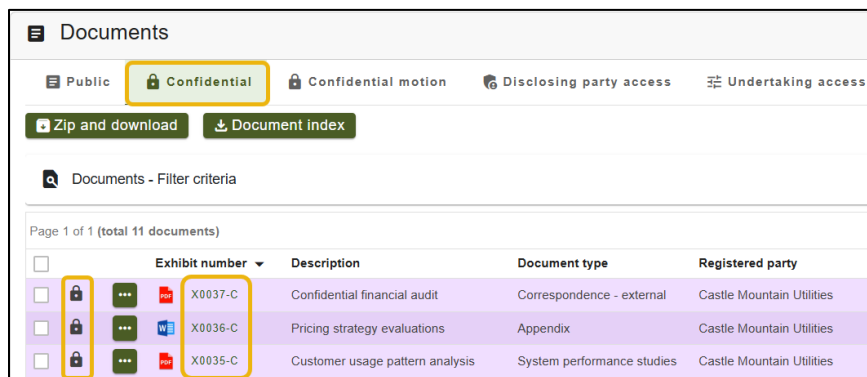 Documents
Public Confidential Confidential motion Disclosing party access Undertaking access
Zip and download Document index
Documents - Filter criteria
Page 1 of 1 (total 11 documents)
Exhibit number Description Document type Registered party
PDF X0037-C Confidential financial audit Correspondence - external Castle Mountain Utilities
W X0036-C Pricing strategy evaluations Appendix Castle Mountain Utilities
PDF X0035-C Customer usage pattern analysis System performance studies Castle Mountain Utilities